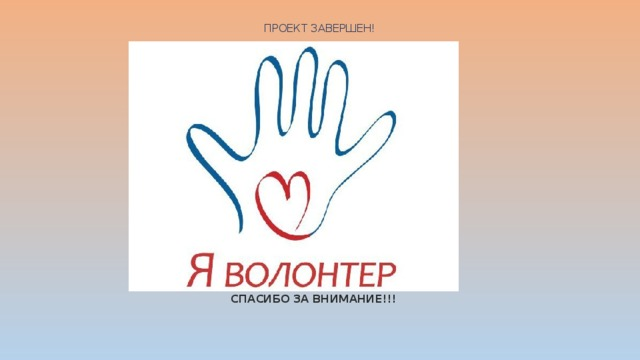 ПРОЕКТ ЗАВЕРШЕН!
Я ВОЛОНТЕР
СПАСИБО ЗА ВНИМАНИЕ!!!